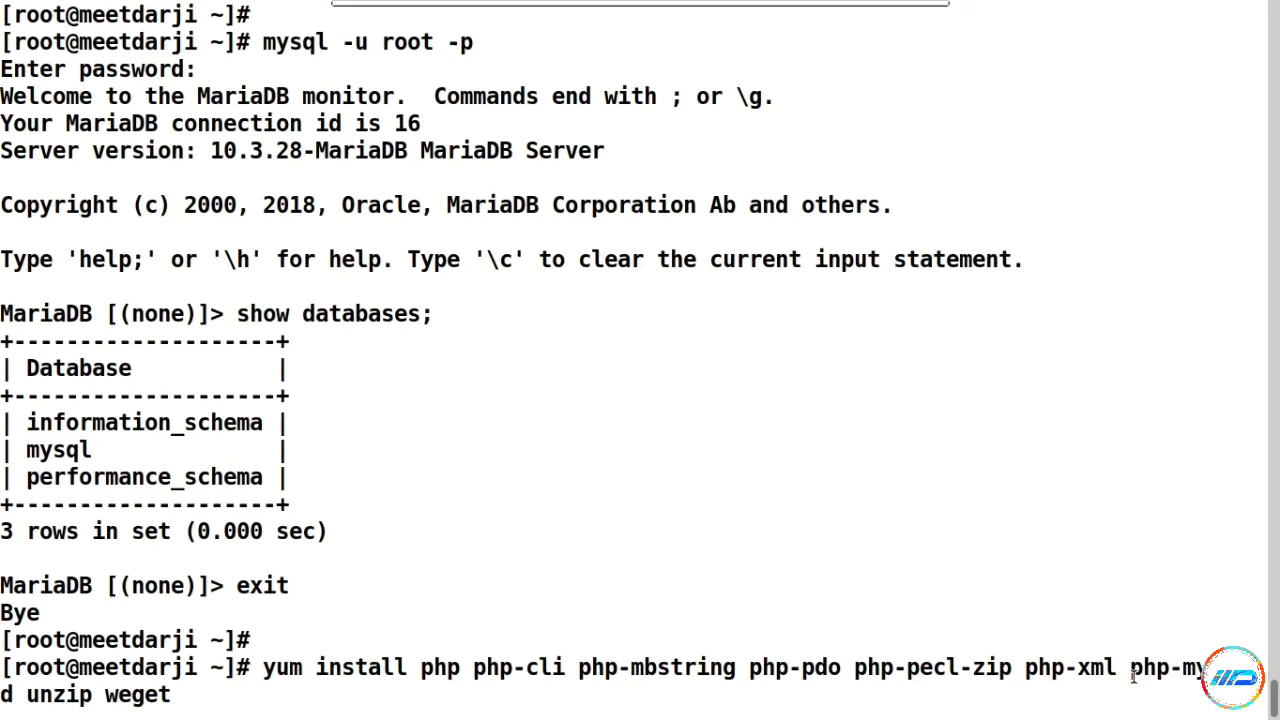 [root@meetdarji ~]#
[root@meetdarji ~]# mysql -u root -p
Enter password:
Welcome to the MariaDB monitor.  Commands end with ; or \g.
Your MariaDB connection id is 16
Server version: 10.3.28-MariaDB MariaDB Server
Copyright (c) 2000, 2018, Oracle, MariaDB Corporation Ab and others.
Type 'help;' or '\h' for help. Type '\c' to clear the current input statement.
MariaDB [(none)]> show databases;
+--------------------+
| Database           |
+--------------------+
| information_schema |
| mysql              |
| performance_schema |
+--------------------+
3 rows in set (0.000 sec)
MariaDB [(none)]> exit
Bye
[root@meetdarji ~]#
[root@meetdarji ~]# yum install php php-cli php-mbstring php-pdo php-pecl-zip php-xml
d unzip weget